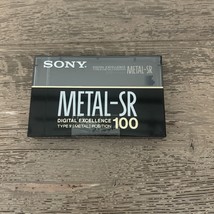 SONY
METAL-SR
METAL-SR
DIGITAL EXCELLENCE
100
TYPE IV (METAL) POSITION